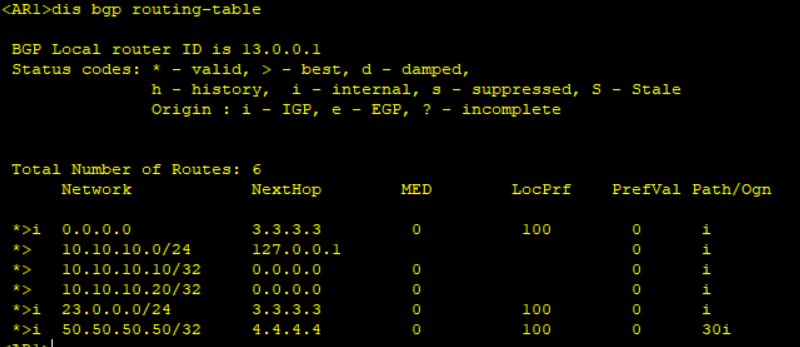 <AR1>dis bgp routing-table
BGP Local router ID is 13.0.0.1
Status codes: * - valid, > - best, d - damped,
h - history, i - internal, s - suppressed, S - Stale
Origin : i - IGP, e - EGP, ? - incomplete
Total Number of Routes: 6
Network NextHop MED LocPrf PrefVal Path/Ogn
*>i 0.0.0.0 3.3.3.3 0 100 0 i
*> 10.10.10.0/24 127.0.0.1 0 i
*> 10.10.10.10/32 0.0.0.0 0 0 i
*> 10.10.10.20/32 0.0.0.0 0 0 i
*>i 23.0.0.0/24 3.3.3.3 0 100 0 i
*>i 50.50.50.50/32 4.4.4.4 0 100 0 30i